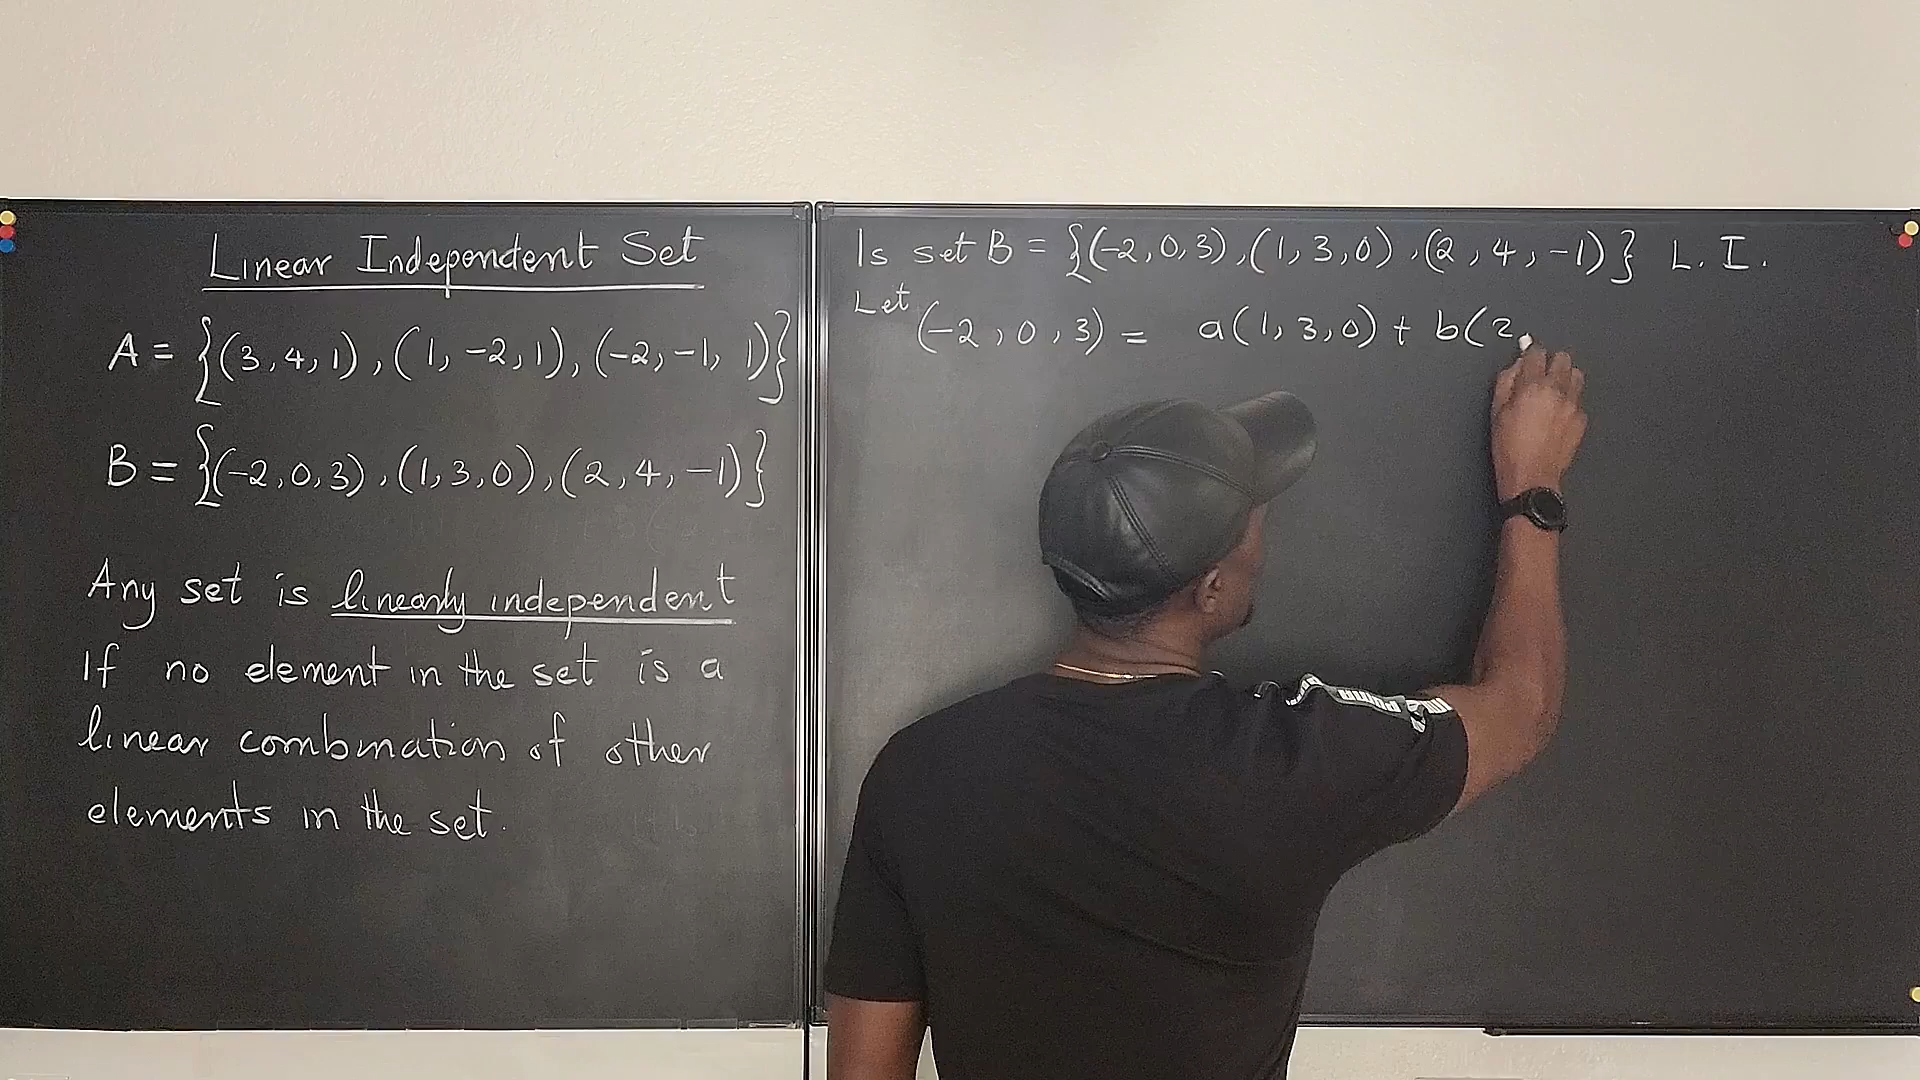 Linear Independent Set
A = {(3, 4, 1), (1, -2, 1), (-2, -1, 1)}
B = {(-2, 0, 3), (1, 3, 0), (2, 4, -1)}
Any set is linearly independent
If no element in the set is a
linear combination of other
elements in the set.
Is set B = {(-2, 0, 3), (1, 3, 0), (2, 4, -1)} L. I.
Let (-2, 0, 3) = a(1, 3, 0) + b(2,